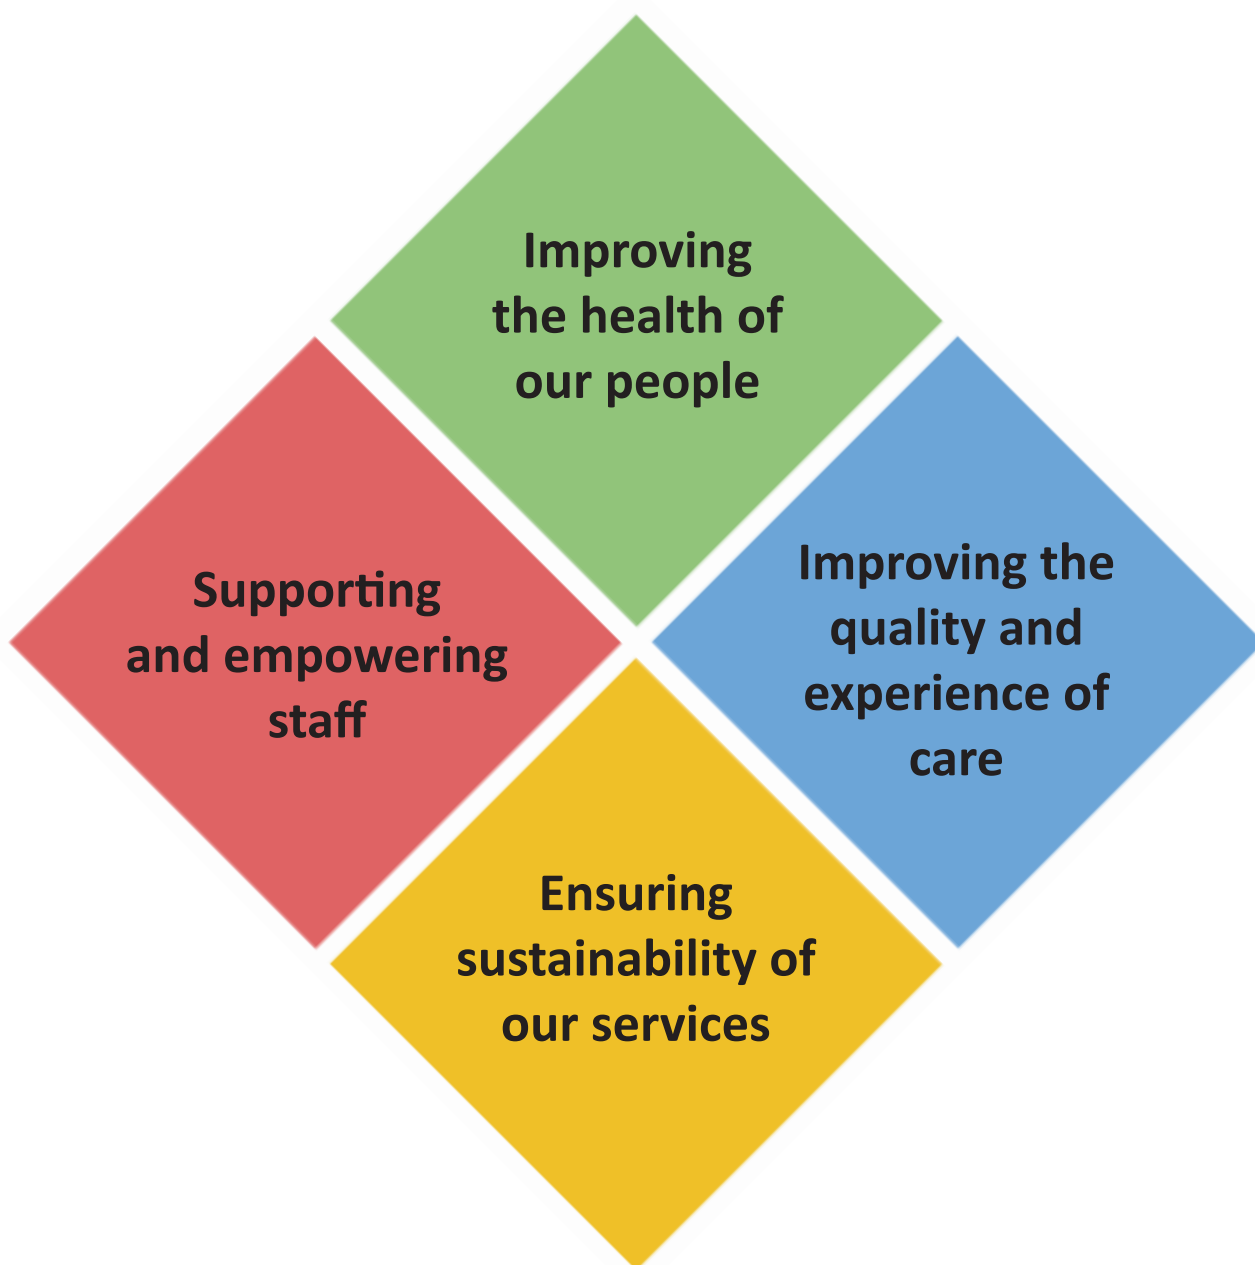 Improving
the health of
our people
Supporting
and empowering
staff
Improving the
quality and
experience of
care
Ensuring
sustainability of
our services